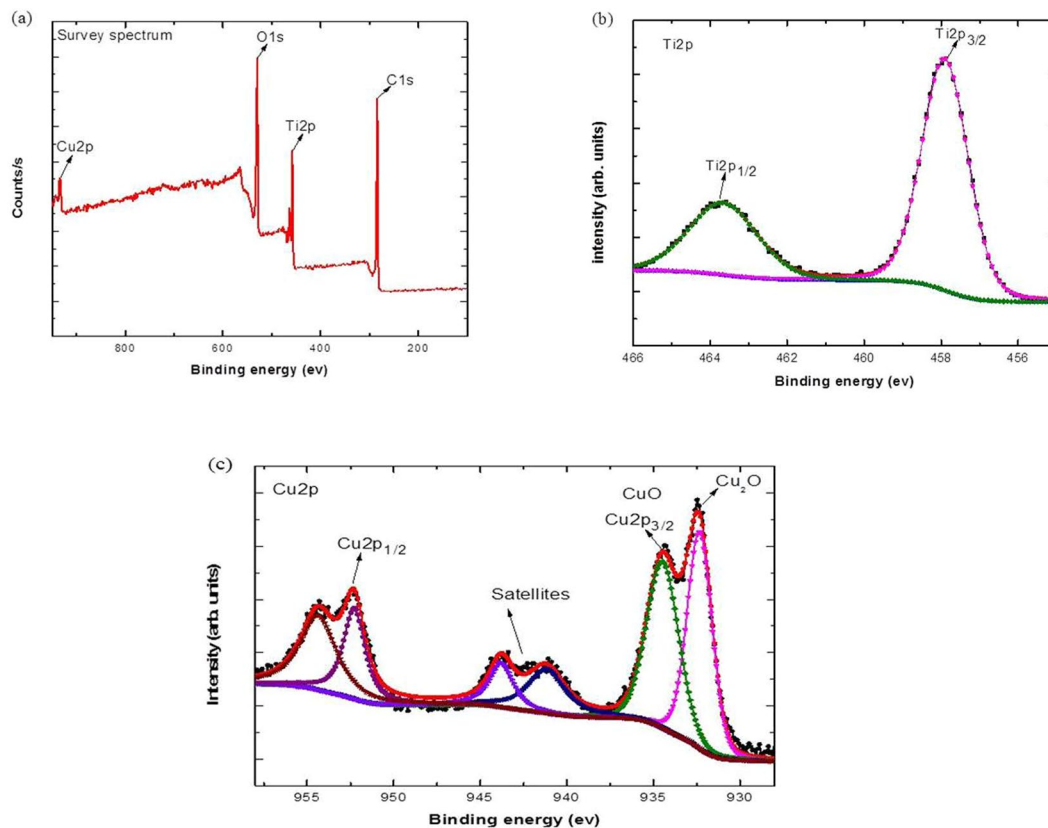 (a)
Survey spectrum
O1s
C1s
Ti2p
Cu2p
Counts/s
800 600 400 200
Binding energy (ev)
(b)
Ti2p
Ti2p3/2
Ti2p1/2
intensity (arb. units)
466 464 462 460 458 456
Binding energy (ev)
(c)
Cu2p
CuO
Cu2O
Cu2p3/2
Cu2p1/2
Satellites
Intensity (arb. units)
955 950 945 940 935 930
Binding energy (ev)